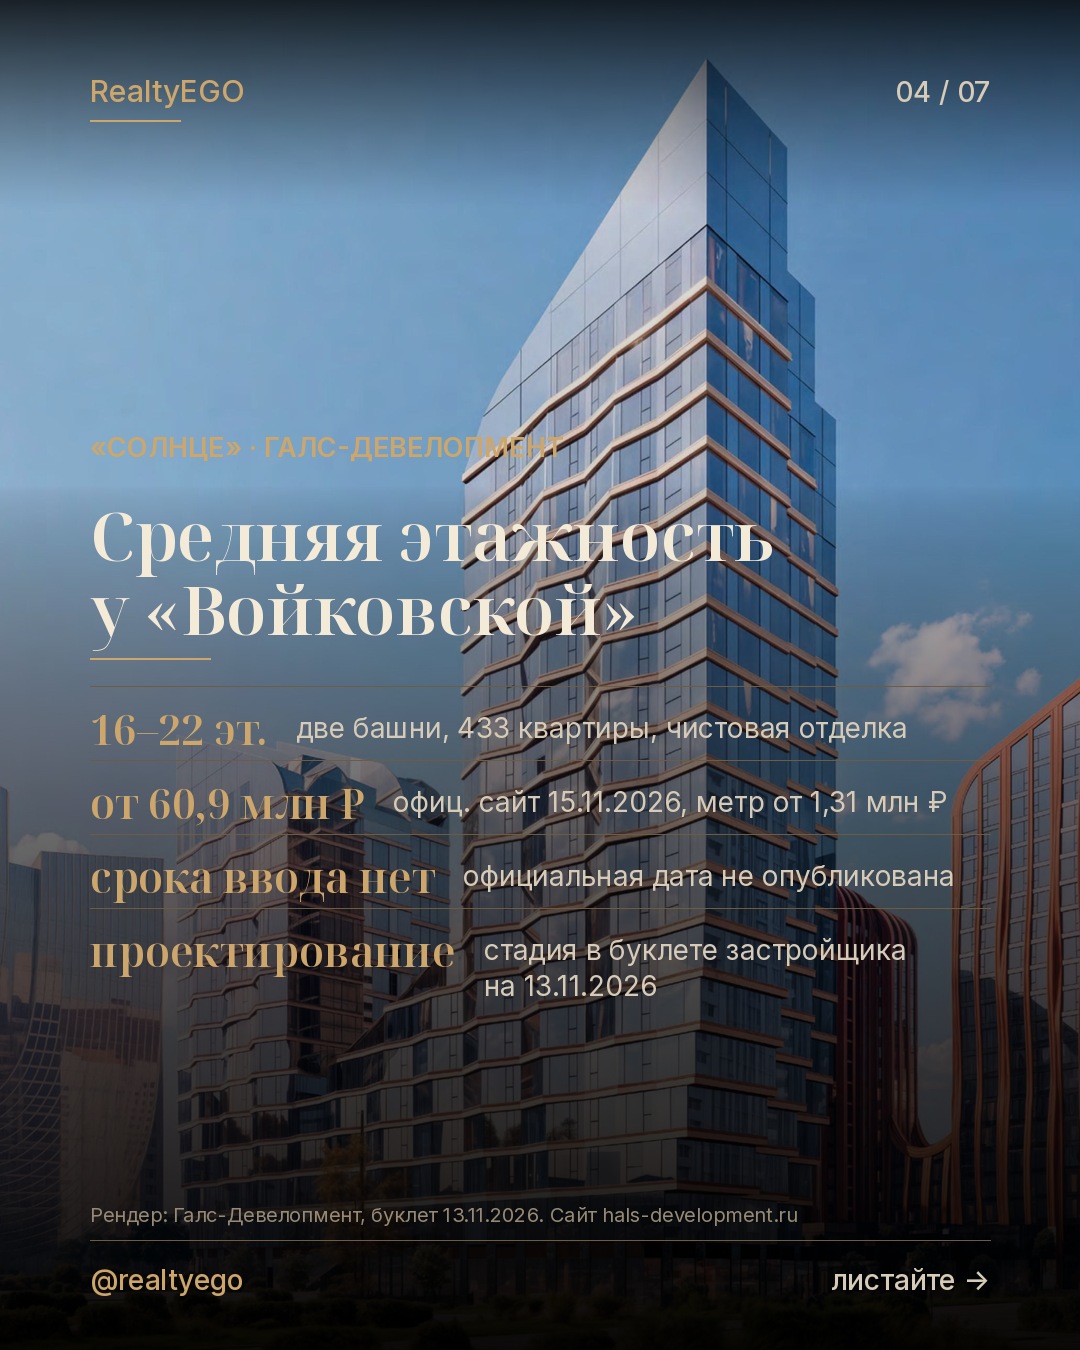 RealtyEGO
04 / 07
«СОЛНЦЕ» · ГАЛС-ДЕВЕЛОПМЕНТ
Средняя этажность
у «Войковской»
16–22 эт. две башни, 433 квартиры, чистовая отделка
от 60,9 млн ₽ офиц. сайт 15.11.2026, метр от 1,31 млн ₽
срока ввода нет официальная дата не опубликована
проектирование стадия в буклете застройщика
на 13.11.2026
Рендер: Галс-Девелопмент, буклет 13.11.2026. Сайт hals-development.ru
@realtyego
листайте →